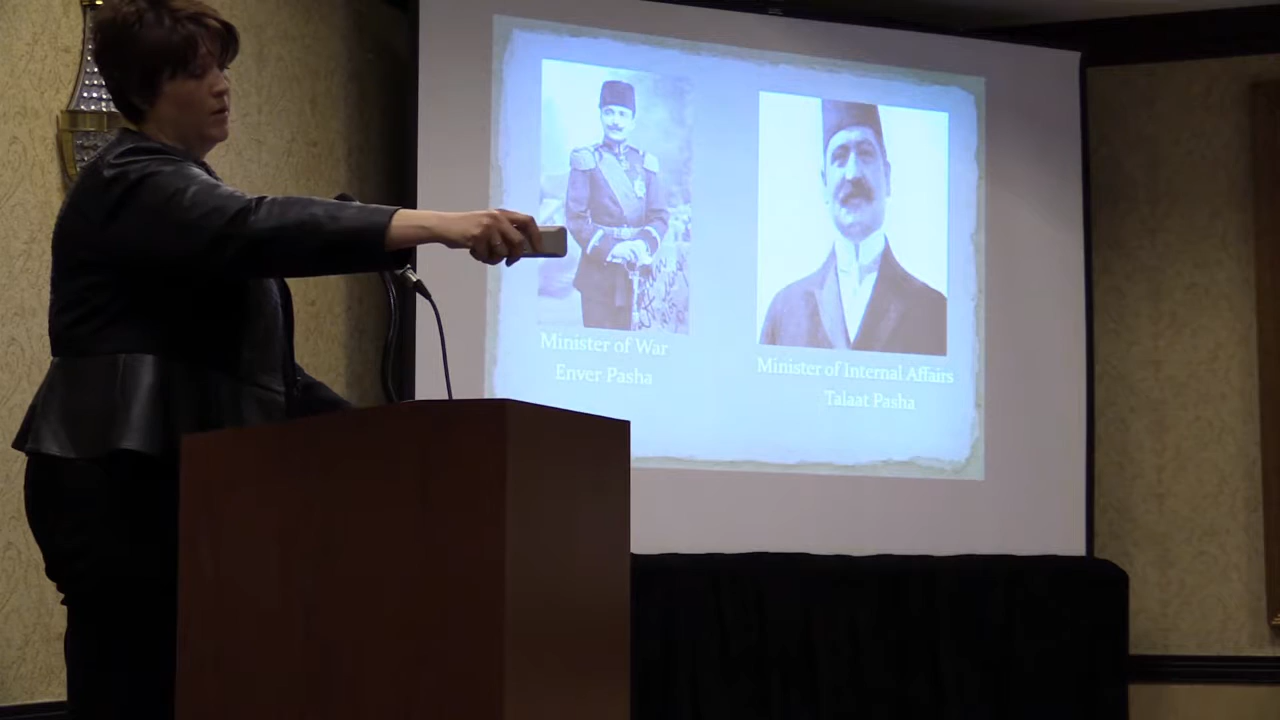 Minister of War
Enver Pasha
Minister of Internal Affairs
Talaat Pasha